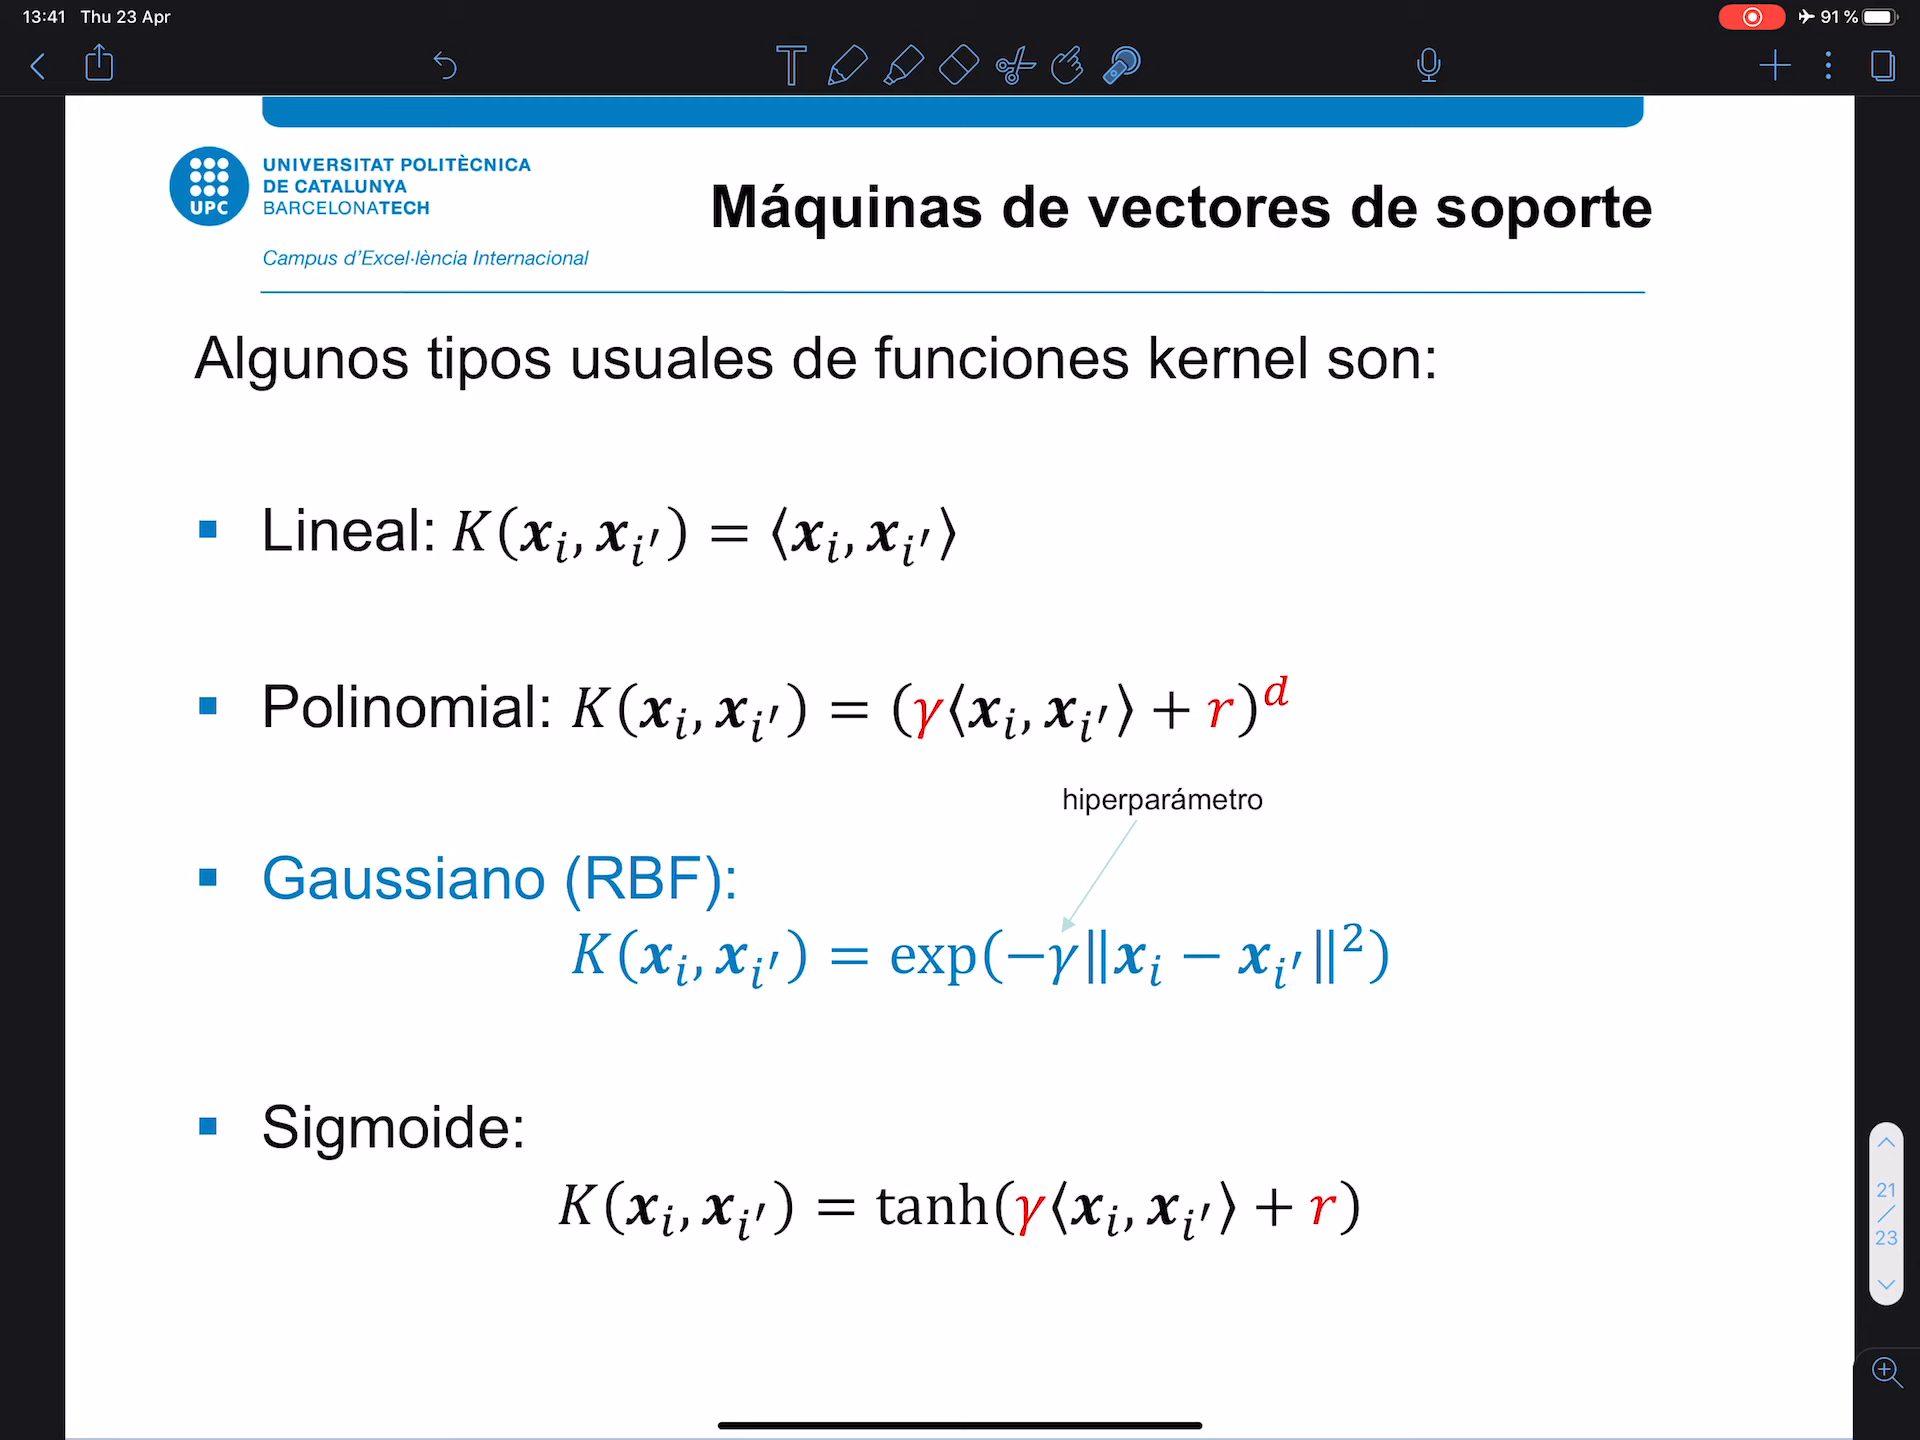 13:41 Thu 23 Apr
91 %
UNIVERSITAT POLITÈCNICA
DE CATALUNYA
BARCELONATECH
UPC
Campus d'Excel·lència Internacional
Máquinas de vectores de soporte
Algunos tipos usuales de funciones kernel son:
▪ Lineal: K(𝒙ᵢ, 𝒙ᵢ′) = ⟨𝒙ᵢ, 𝒙ᵢ′⟩
▪ Polinomial: K(𝒙ᵢ, 𝒙ᵢ′) = (γ⟨𝒙ᵢ, 𝒙ᵢ′⟩ + r)ᵈ
hiperparámetro
▪ Gaussiano (RBF):
K(𝒙ᵢ, 𝒙ᵢ′) = exp(−γ‖𝒙ᵢ − 𝒙ᵢ′‖²)
▪ Sigmoide:
K(𝒙ᵢ, 𝒙ᵢ′) = tanh(γ⟨𝒙ᵢ, 𝒙ᵢ′⟩ + r)
21
/
23